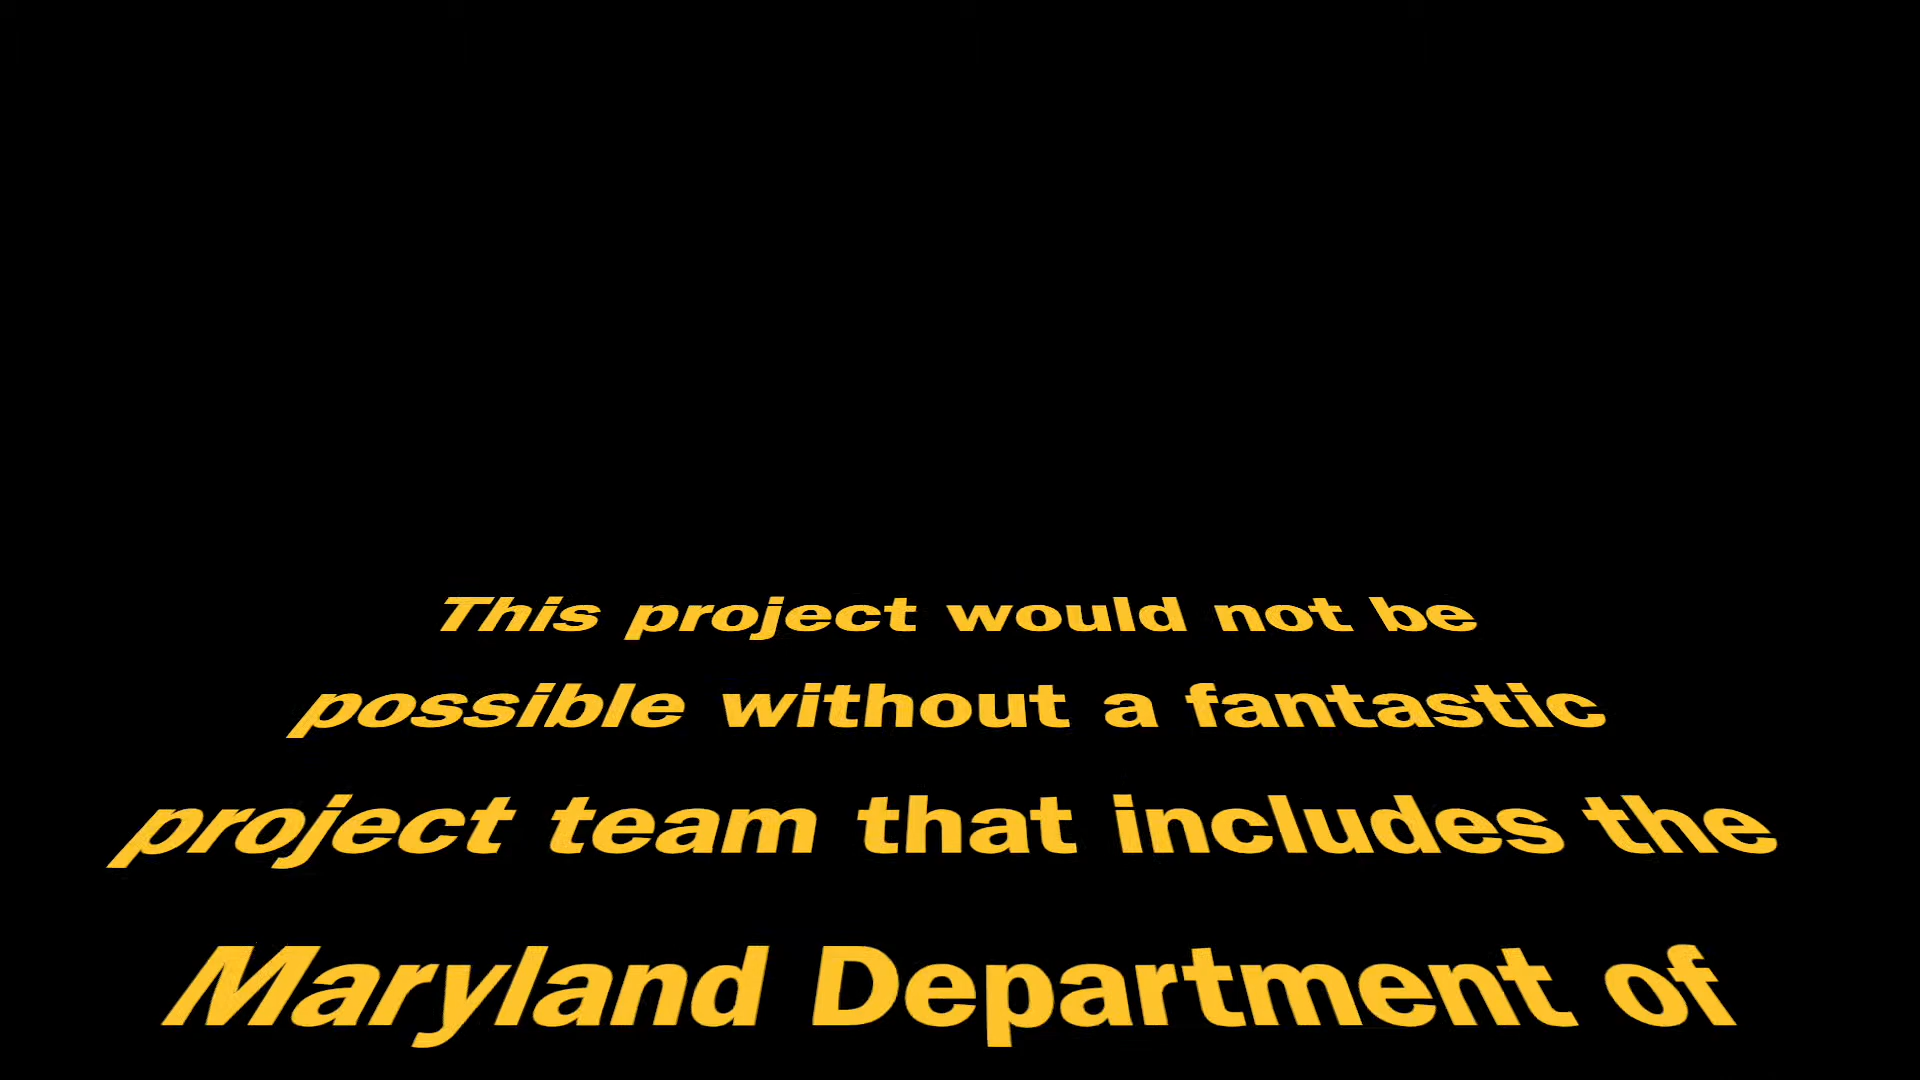 This project would not be
possible without a fantastic
project team that includes the
Maryland Department of